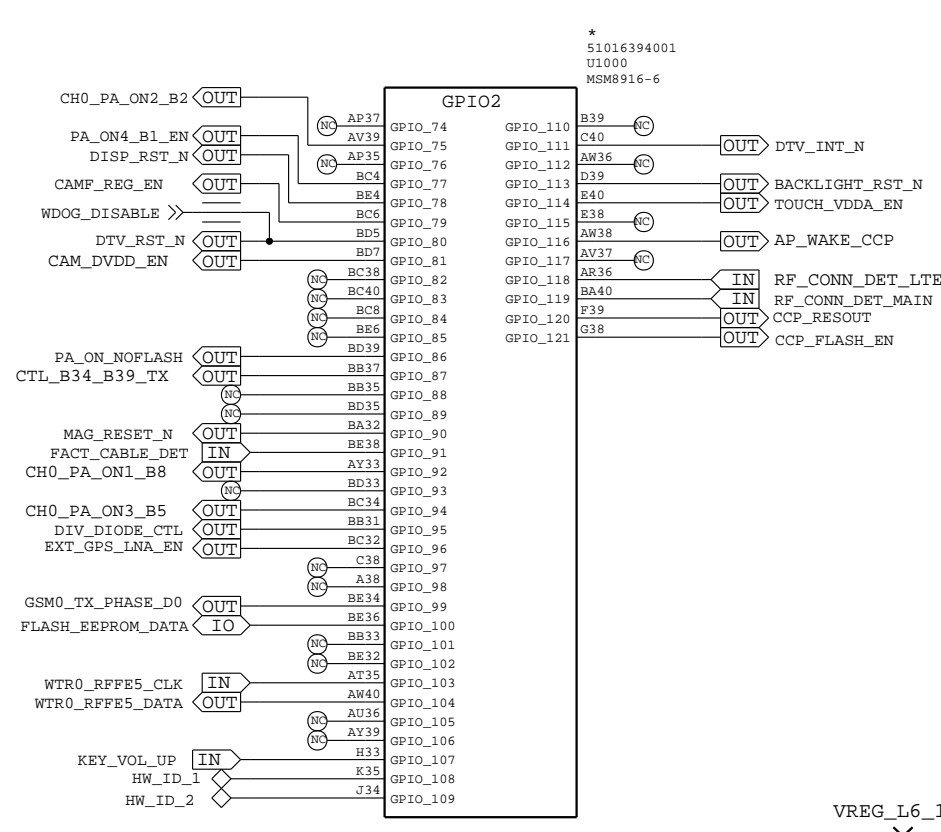 *
51016394001
U1000
MSM8916-6
GPIO2
CH0_PA_ON2_B2 OUT
NC AP37 GPIO_74
AV39 GPIO_75
PA_ON4_B1_EN OUT
NC AP35 GPIO_76
DISP_RST_N OUT
BC4 GPIO_77
CAMF_REG_EN OUT
BE4 GPIO_78
WDOG_DISABLE
BC6 GPIO_79
DTV_RST_N OUT BD5 GPIO_80
CAM_DVDD_EN OUT BD7 GPIO_81
NC BC38 GPIO_82
NC BC40 GPIO_83
NC BC8 GPIO_84
NC BE6 GPIO_85
PA_ON_NOFLASH OUT BD39 GPIO_86
CTL_B34_B39_TX OUT BB37 GPIO_87
NC BB35 GPIO_88
NC BD35 GPIO_89
MAG_RESET_N OUT BA32 GPIO_90
FACT_CABLE_DET IN BE38 GPIO_91
CH0_PA_ON1_B8 OUT AY33 GPIO_92
NC BD33 GPIO_93
CH0_PA_ON3_B5 OUT BC34 GPIO_94
DIV_DIODE_CTL OUT BB31 GPIO_95
EXT_GPS_LNA_EN OUT BC32 GPIO_96
NC C38 GPIO_97
NC A38 GPIO_98
GSM0_TX_PHASE_D0 OUT BE34 GPIO_99
FLASH_EEPROM_DATA IO BE36 GPIO_100
NC BB33 GPIO_101
NC BE32 GPIO_102
WTR0_RFFE5_CLK IN AT35 GPIO_103
WTR0_RFFE5_DATA OUT AW40 GPIO_104
NC AU36 GPIO_105
NC AY39 GPIO_106
KEY_VOL_UP IN H33 GPIO_107
HW_ID_1 K35 GPIO_108
HW_ID_2 J34 GPIO_109
GPIO_110 B39 NC
GPIO_111 C40 OUT DTV_INT_N
GPIO_112 AW36 NC
GPIO_113 D39 OUT BACKLIGHT_RST_N
GPIO_114 E40 OUT TOUCH_VDDA_EN
GPIO_115 E38 NC
GPIO_116 AW38 OUT AP_WAKE_CCP
GPIO_117 AV37 NC
GPIO_118 AR36 IN RF_CONN_DET_LTE
GPIO_119 BA40 IN RF_CONN_DET_MAIN
GPIO_120 F39 OUT CCP_RESOUT
GPIO_121 G38 OUT CCP_FLASH_EN
VREG_L6_1